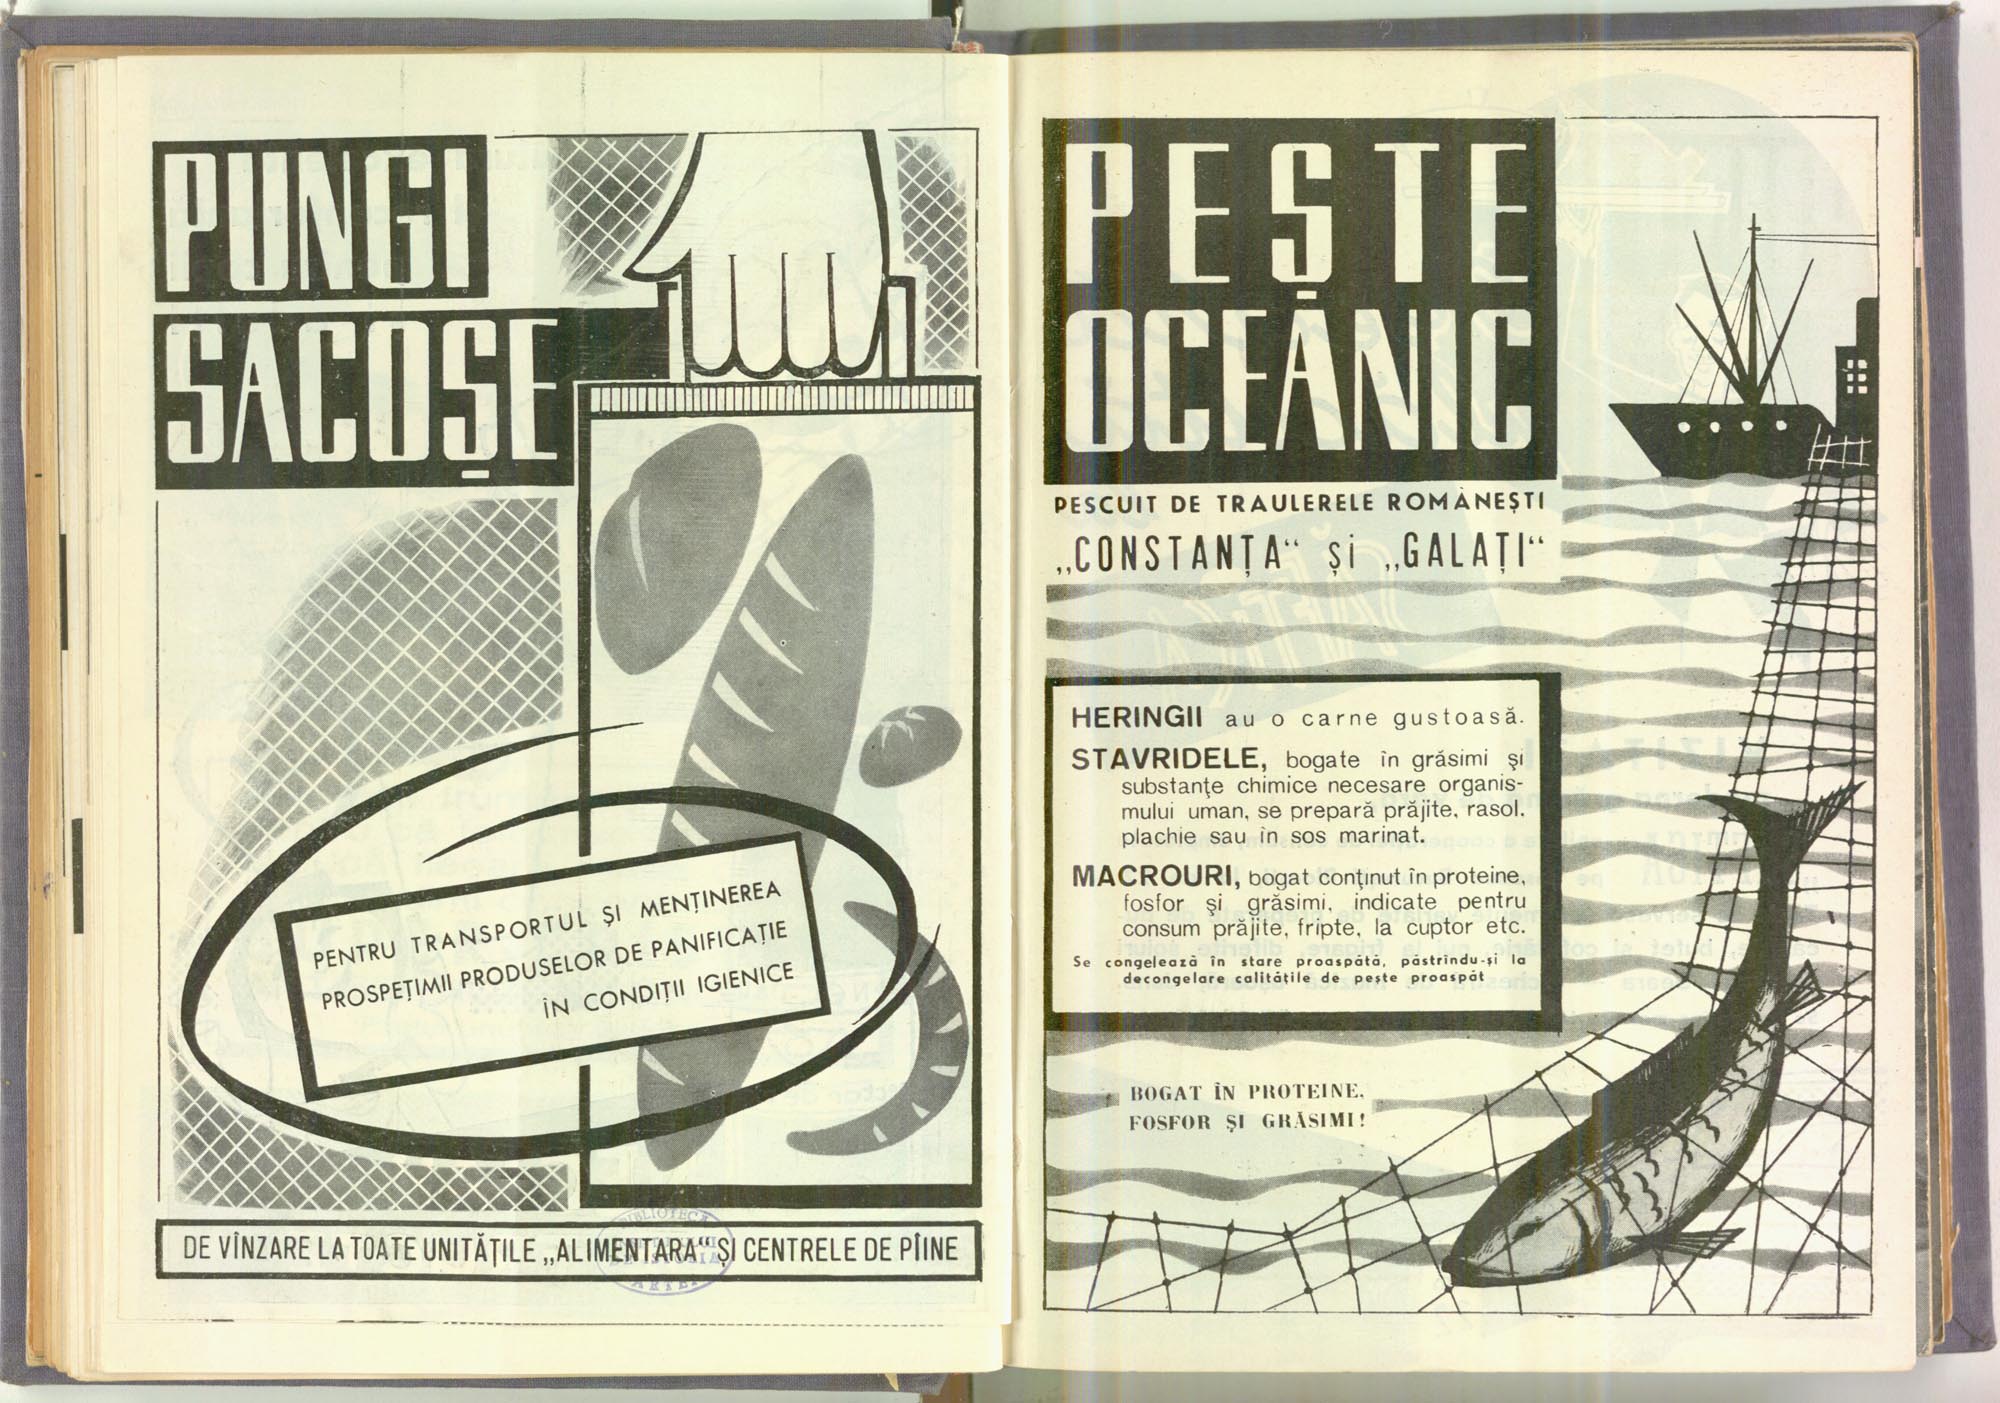 PUNGI
SACOȘE
PENTRU TRANSPORTUL ȘI MENȚINEREA
PROSPEȚIMII PRODUSELOR DE PANIFICAȚIE
ÎN CONDIȚII IGIENICE
DE VÎNZARE LA TOATE UNITĂȚILE „ALIMENTARA“ ȘI CENTRELE DE PÎINE
BIBLIOTECA
DE ISTORIA
ARTEI
PEȘTE
OCEANIC
PESCUIT DE TRAULERELE ROMÂNEȘTI
„CONSTANȚA“ și „GALAȚI“
HERINGII au o carne gustoasă.
STAVRIDELE, bogate în grăsimi și
substanțe chimice necesare organis-
mului uman, se prepară prăjite, rasol.
plachie sau în sos marinat.
MACROURI, bogat conținut în proteine,
fosfor și grăsimi, indicate pentru
consum prăjite, fripte, la cuptor etc.
Se congelează în stare proaspătă, păstrîndu-și la
decongelare calitățile de pește proaspăt
BOGAT ÎN PROTEINE,
FOSFOR ȘI GRĂSIMI!